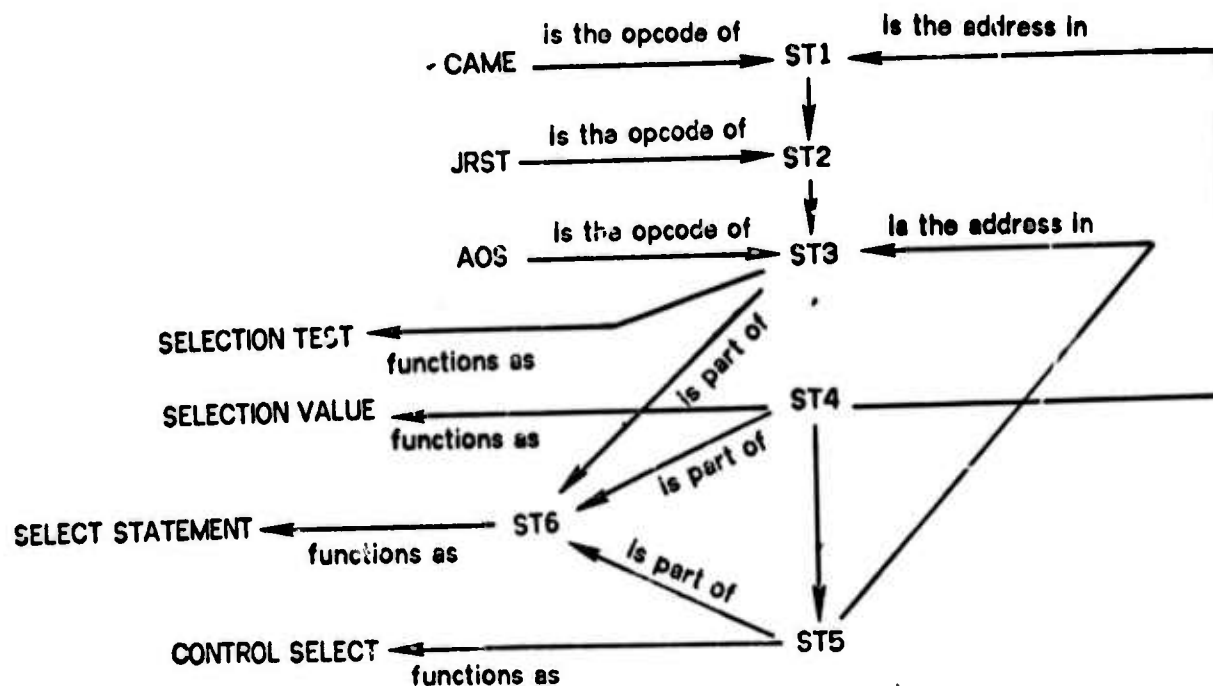 is the opcode of
is the address in
CAME
ST1
is the opcode of
JRST
ST2
is the opcode of
is the address in
AOS
ST3
SELECTION TEST
functions as
is part of
ST4
SELECTION VALUE
functions as
is part of
ST6
SELECT STATEMENT
functions as
is part of
ST5
CONTROL SELECT
functions as